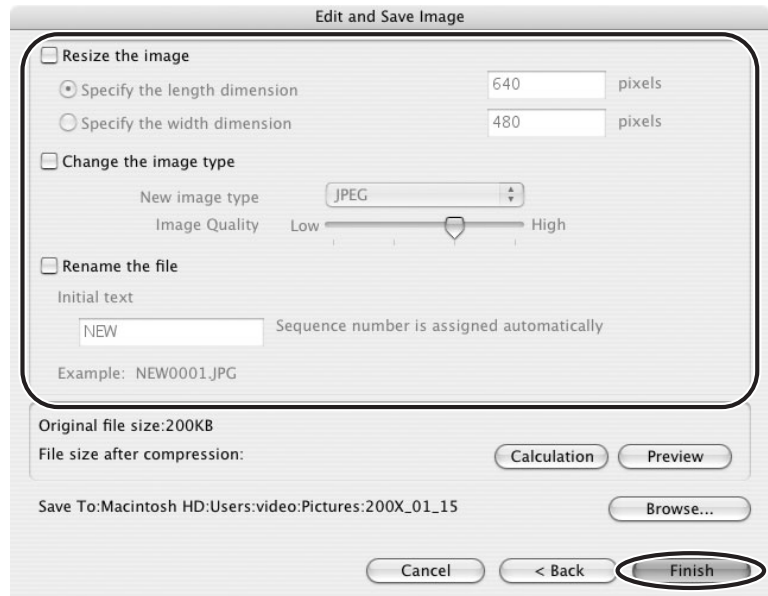 Edit and Save Image
Resize the image
Specify the length dimension 640 pixels
Specify the width dimension 480 pixels
Change the image type
New image type JPEG
Image Quality Low High
Rename the file
Initial text
NEW Sequence number is assigned automatically
Example: NEW0001.JPG
Original file size:200KB
File size after compression: Calculation Preview
Save To:Macintosh HD:Users:video:Pictures:200X_01_15 Browse...
Cancel < Back Finish